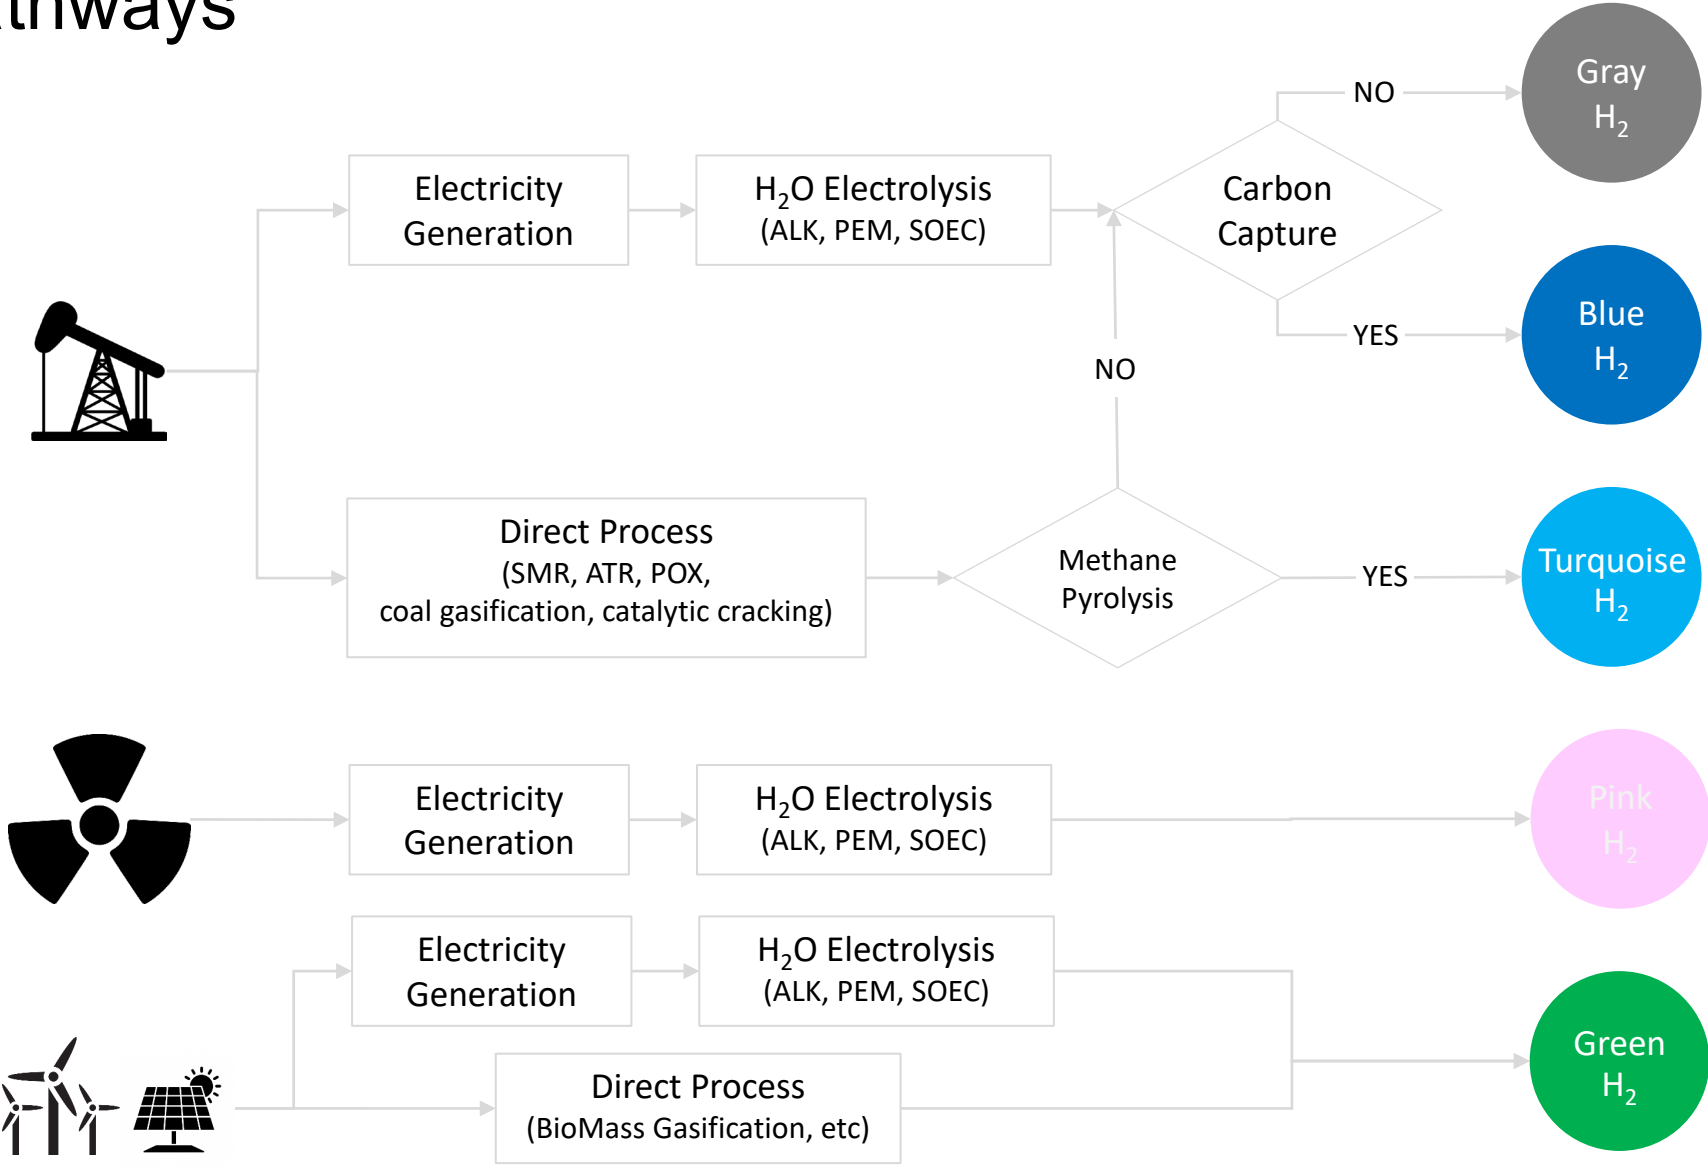 Gray
H₂
NO
Electricity
Generation
H₂O Electrolysis
(ALK, PEM, SOEC)
Carbon
Capture
YES
Blue
H₂
NO
Direct Process
(SMR, ATR, POX,
coal gasification, catalytic cracking)
Methane
Pyrolysis
YES
Turquoise
H₂
Electricity
Generation
H₂O Electrolysis
(ALK, PEM, SOEC)
Pink
H₂
Electricity
Generation
H₂O Electrolysis
(ALK, PEM, SOEC)
Direct Process
(BioMass Gasification, etc)
Green
H₂